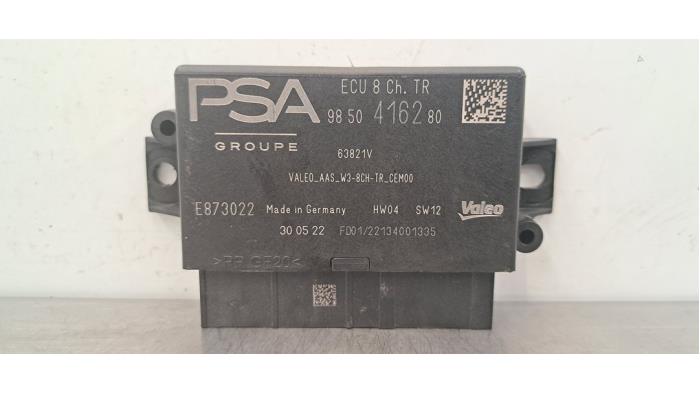 PSA
GROUPE
ECU 8 Ch. TR
98 50 4162 80
63821V
VALEO_AAS_W3-8CH-TR_CEM00
E873022 Made in Germany HW04 SW12 Valeo
30 05 22 FD01/22134001335
>PP GF20<